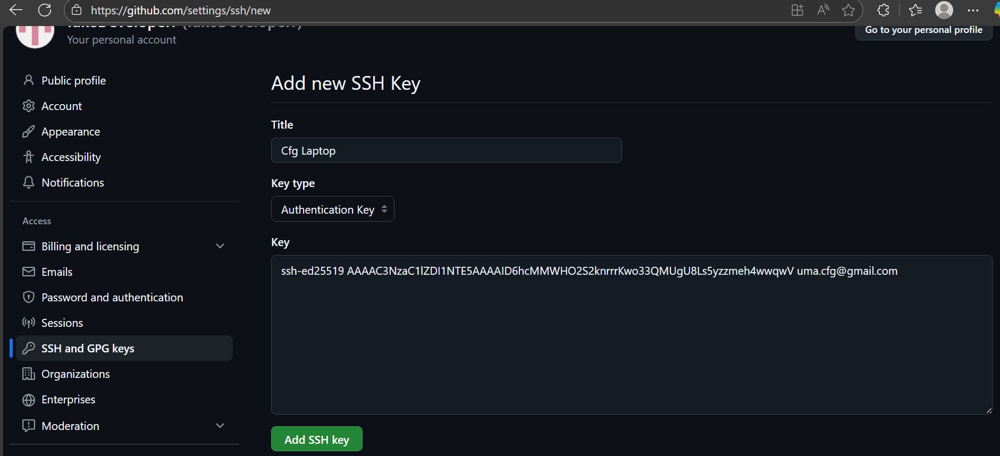 https://github.com/settings/ssh/new
Your personal account
Go to your personal profile
Public profile
Account
Appearance
Accessibility
Notifications
Access
Billing and licensing
Emails
Password and authentication
Sessions
SSH and GPG keys
Organizations
Enterprises
Moderation
Add new SSH Key
Title
Cfg Laptop
Key type
Authentication Key
Key
ssh-ed25519 AAAAC3NzaC1lZDI1NTE5AAAAID6hcMMWHO2S2knrrrKwo33QMUgU8Ls5yzzmeh4wwqwV uma.cfg@gmail.com
Add SSH key